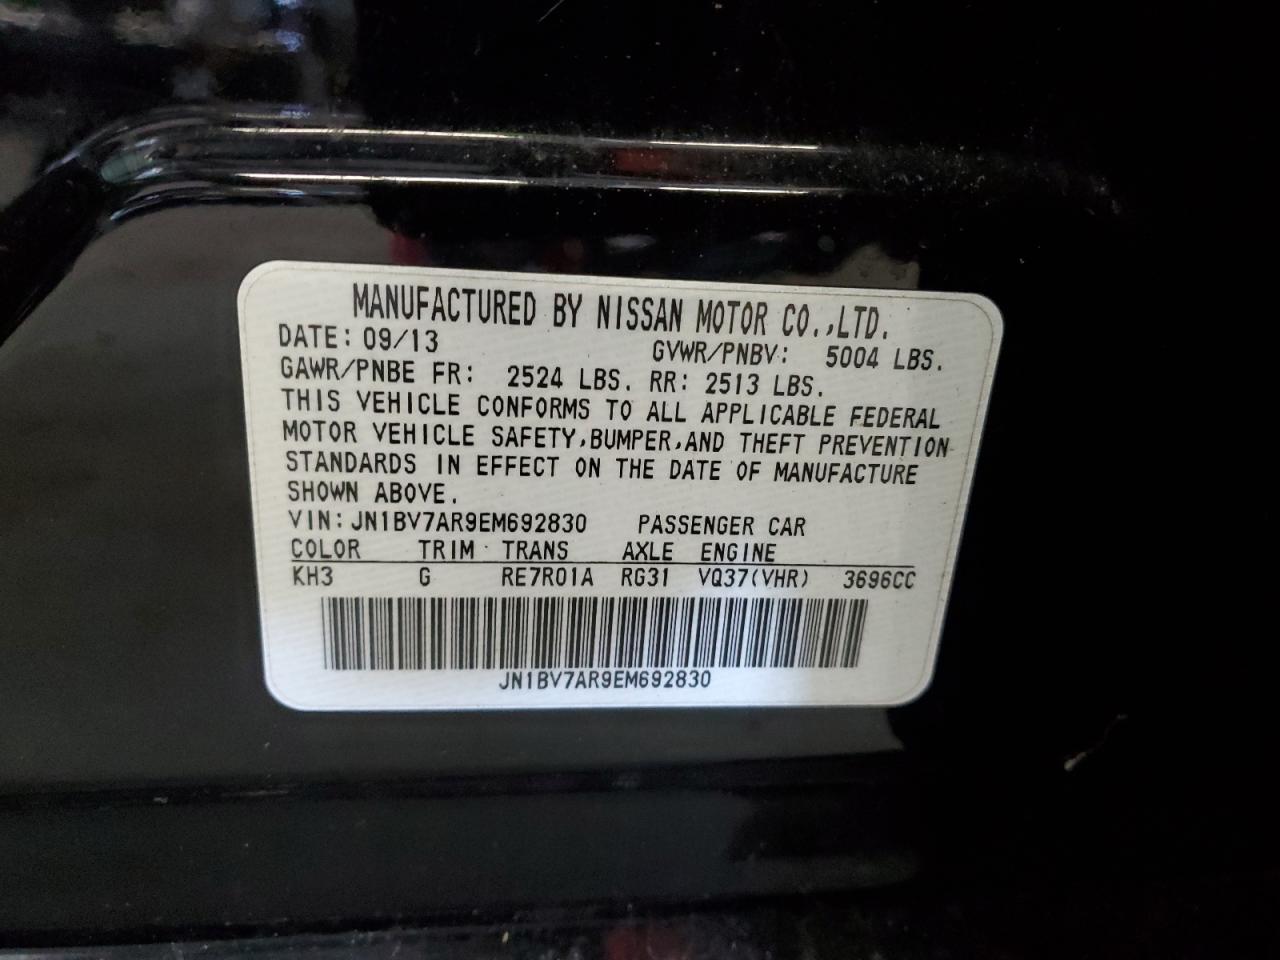 MANUFACTURED BY NISSAN MOTOR CO.,LTD.
DATE: 09/13 GVWR/PNBV: 5004 LBS.
GAWR/PNBE FR: 2524 LBS. RR: 2513 LBS.
THIS VEHICLE CONFORMS TO ALL APPLICABLE FEDERAL
MOTOR VEHICLE SAFETY,BUMPER,AND THEFT PREVENTION
STANDARDS IN EFFECT ON THE DATE OF MANUFACTURE
SHOWN ABOVE.
VIN: JN1BV7AR9EM692830 PASSENGER CAR
COLOR TRIM TRANS AXLE ENGINE
KH3 G RE7R01A RG31 VQ37(VHR) 3696CC
JN1BV7AR9EM692830